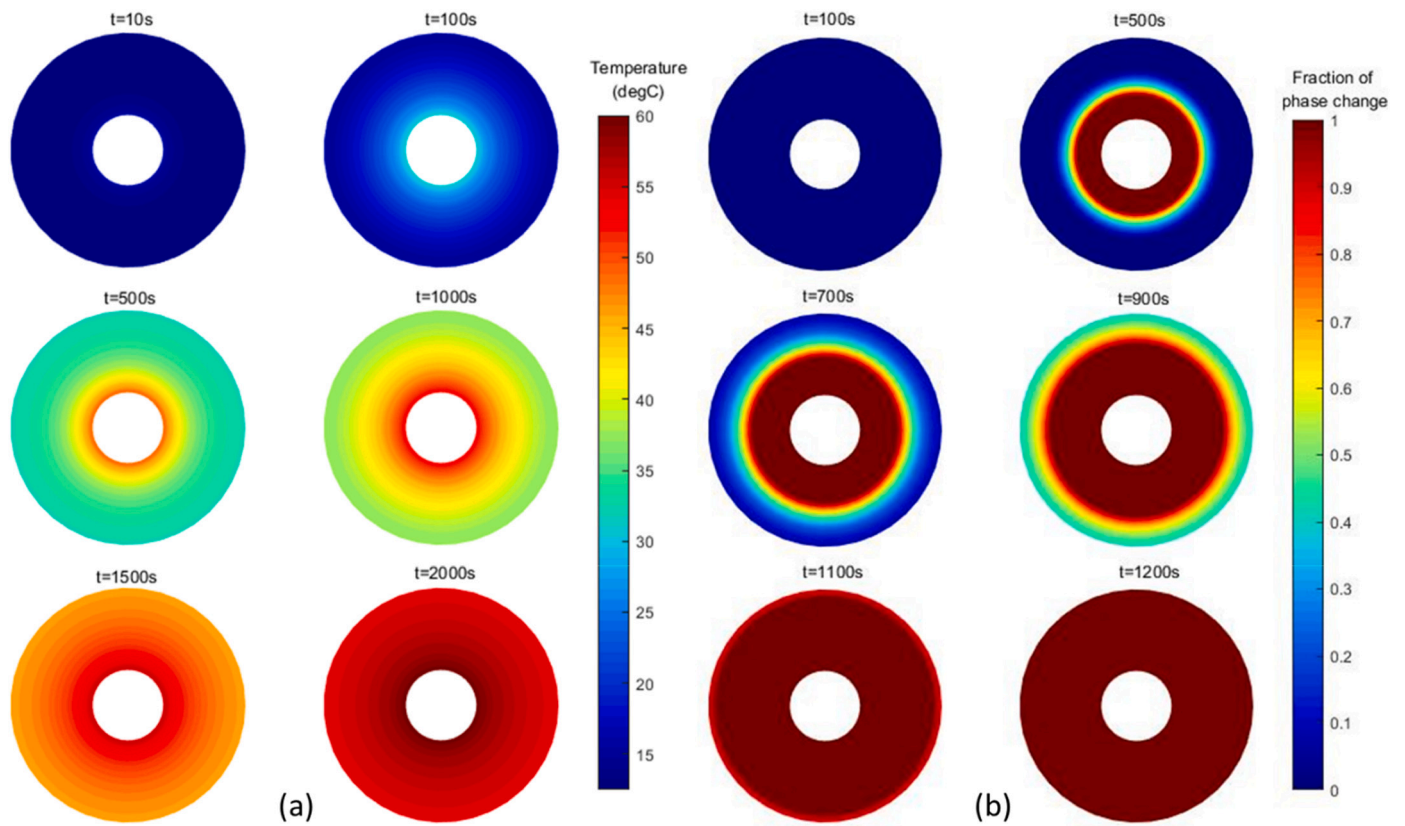 t=10s
t=100s
t=500s
t=1000s
t=1500s
t=2000s
Temperature
(degC)
60
55
50
45
40
35
30
25
20
15
(a)
t=100s
t=500s
t=700s
t=900s
t=1100s
t=1200s
Fraction of
phase change
1
0.9
0.8
0.7
0.6
0.5
0.4
0.3
0.2
0.1
0
(b)